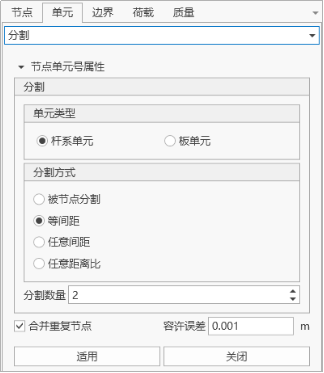 节点 单元 边界 荷载 质量
分割
节点单元号属性
分割
单元类型
杆系单元 板单元
分割方式
被节点分割
等间距
任意间距
任意距离比
分割数量 2
合并重复节点 容许误差 0.001 m
适用 关闭